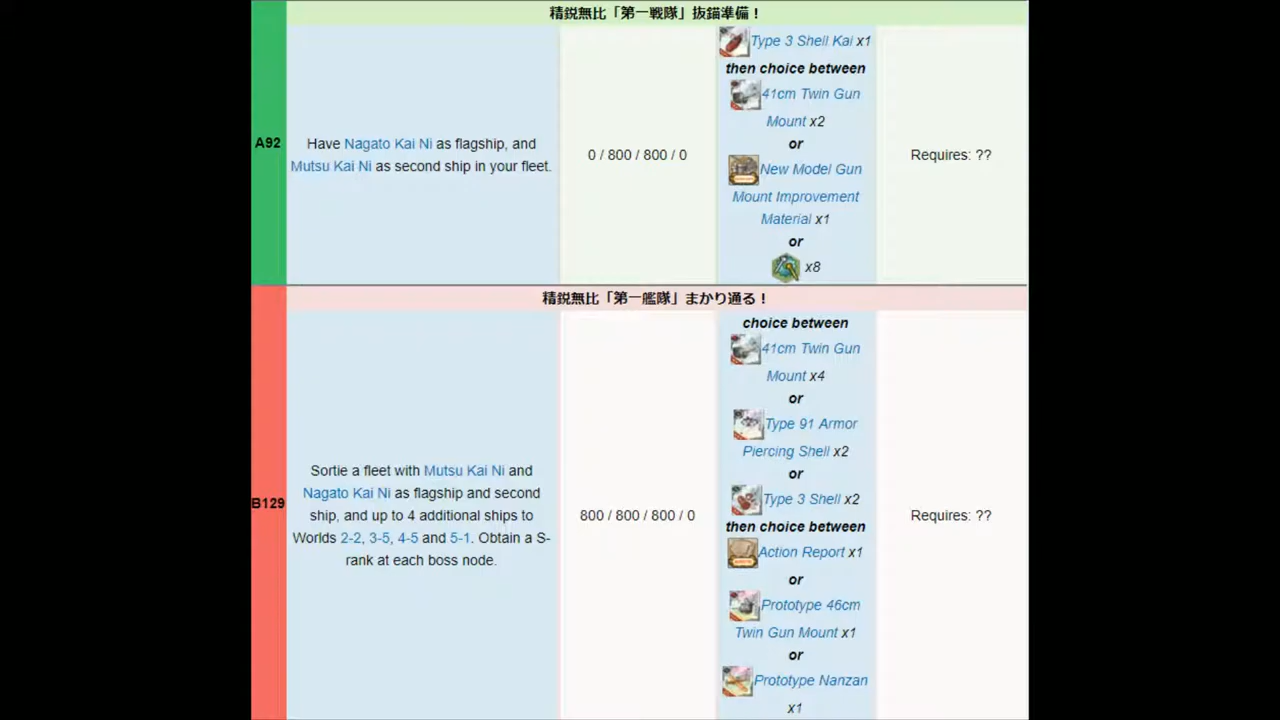 精鋭無比「第一戦隊」抜錨準備！
A92
Have Nagato Kai Ni as flagship, and
Mutsu Kai Ni as second ship in your fleet.
0 / 800 / 800 / 0
Type 3 Shell Kai x1
then choice between
41cm Twin Gun
Mount x2
or
New Model Gun
Mount Improvement
Material x1
or
x8
Requires: ??
精鋭無比「第一艦隊」まかり通る！
B129
Sortie a fleet with Mutsu Kai Ni and
Nagato Kai Ni as flagship and second
ship, and up to 4 additional ships to
Worlds 2-2, 3-5, 4-5 and 5-1. Obtain a S-
rank at each boss node.
800 / 800 / 800 / 0
choice between
41cm Twin Gun
Mount x4
or
Type 91 Armor
Piercing Shell x2
or
Type 3 Shell x2
then choice between
Action Report x1
or
Prototype 46cm
Twin Gun Mount x1
or
Prototype Nanzan
x1
Requires: ??